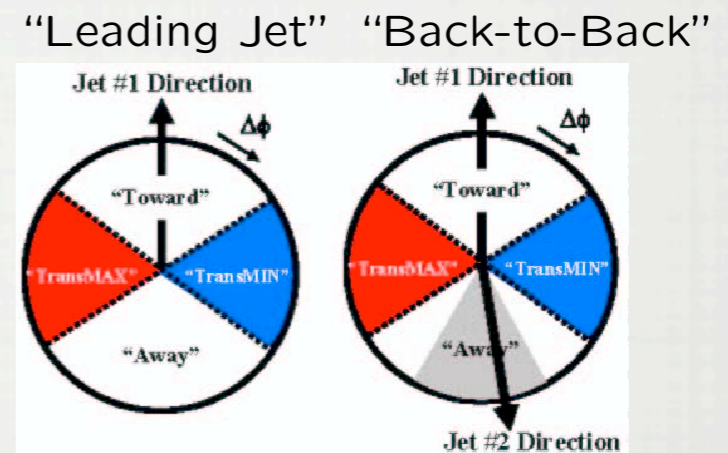 “Leading Jet” “Back-to-Back”
Jet #1 Direction
Δϕ
“Toward”
“TransMAX”
“TransMIN”
“Away”
Jet #1 Direction
Δϕ
“Toward”
“TransMAX”
“TransMIN”
“Away”
Jet #2 Direction